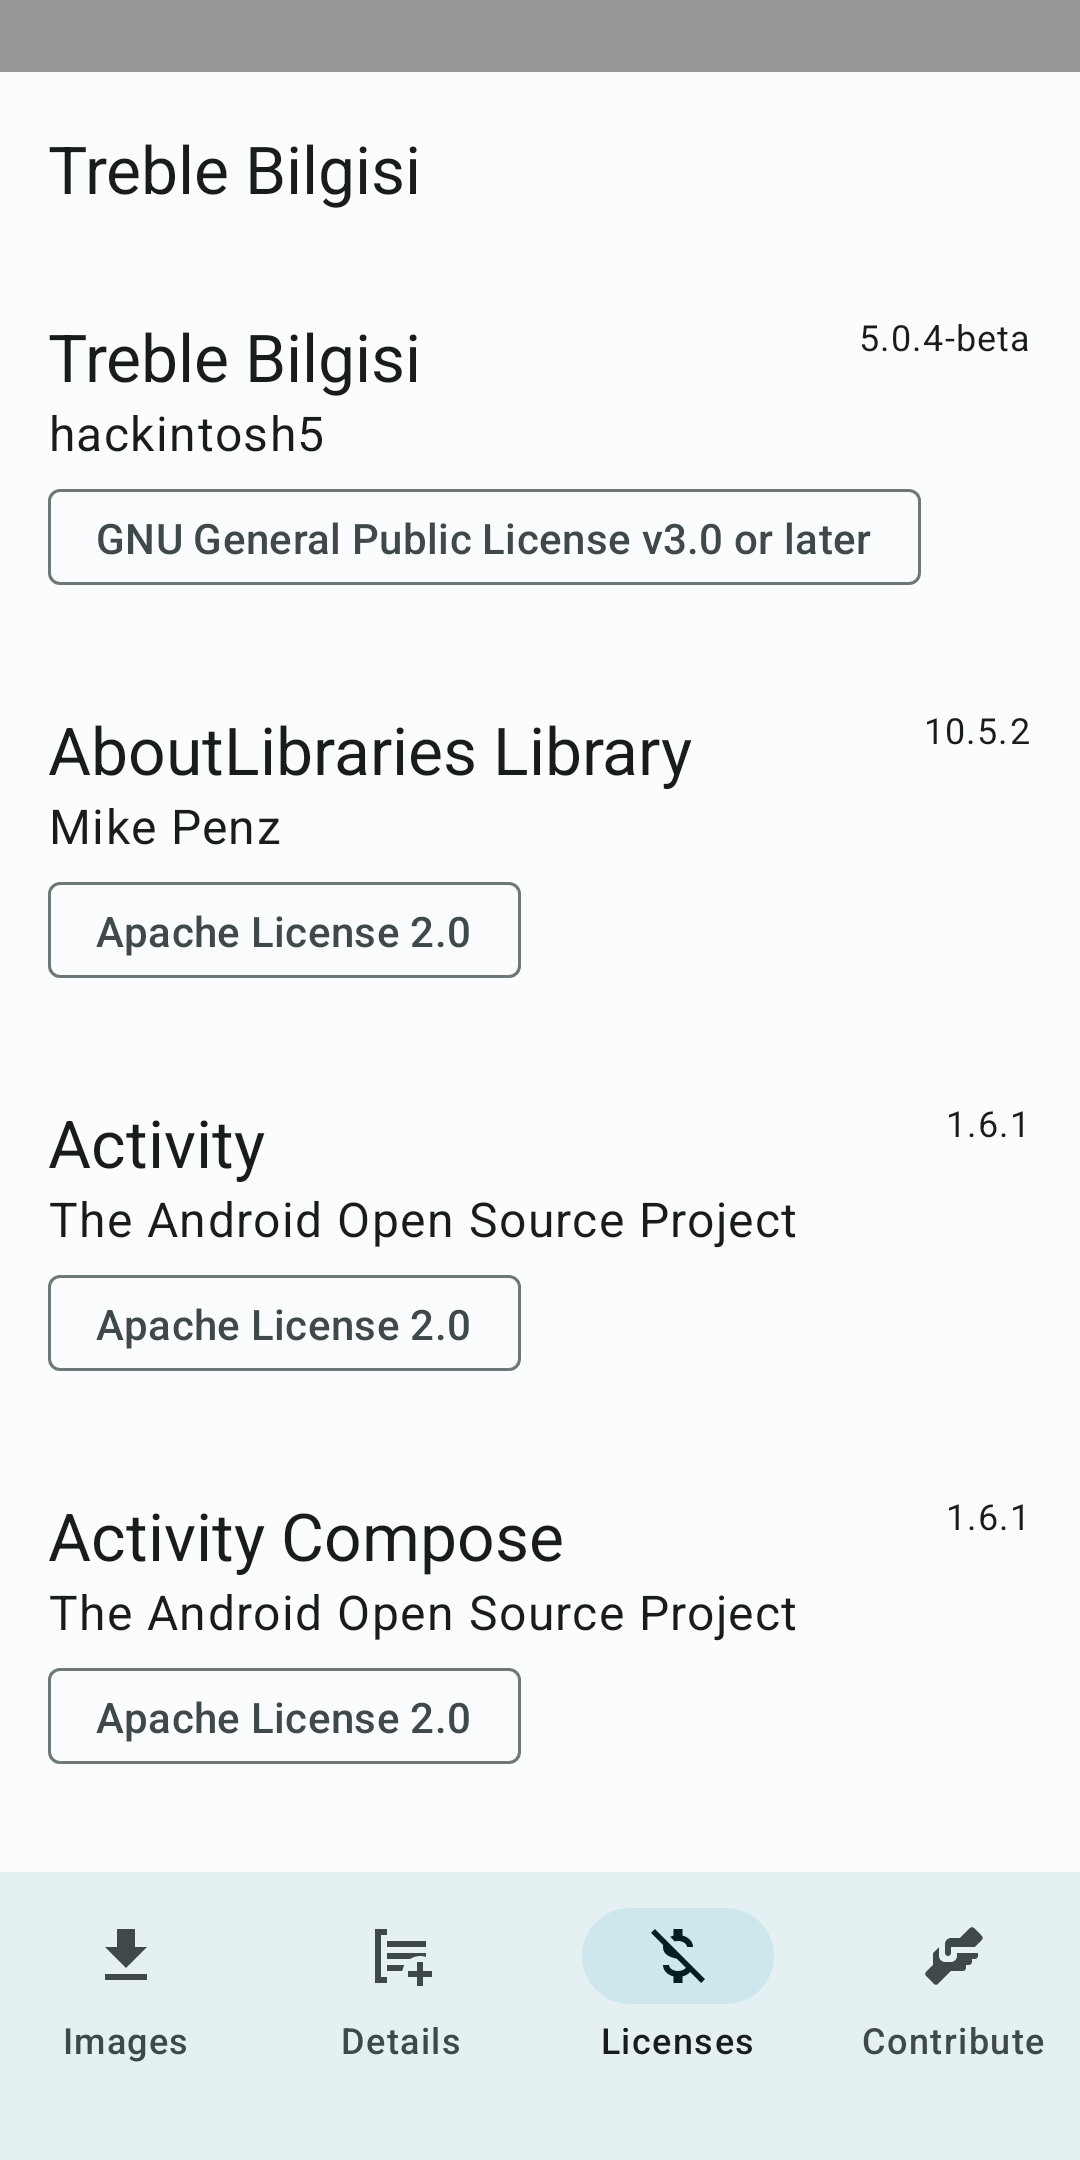 Treble Bilgisi
Treble Bilgisi
5.0.4-beta
hackintosh5
GNU General Public License v3.0 or later
AboutLibraries Library
10.5.2
Mike Penz
Apache License 2.0
Activity
1.6.1
The Android Open Source Project
Apache License 2.0
Activity Compose
1.6.1
The Android Open Source Project
Apache License 2.0
Images
Details
Licenses
Contribute